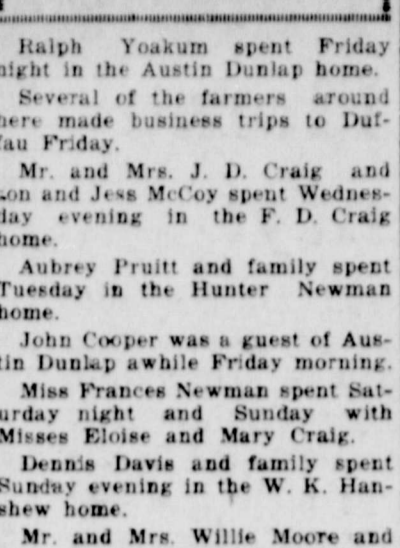 Ralph Yoakum spent Friday
night in the Austin Dunlap home.
Several of the farmers around
here made business trips to Duf-
fau Friday.
Mr. and Mrs. J. D. Craig and
son and Jess McCoy spent Wednes-
day evening in the F. D. Craig
home.
Aubrey Pruitt and family spent
Tuesday in the Hunter Newman
home.
John Cooper was a guest of Aus-
tin Dunlap awhile Friday morning.
Miss Frances Newman spent Sat-
urday night and Sunday with
Misses Eloise and Mary Craig.
Dennis Davis and family spent
Sunday evening in the W. K. Han-
shew home.
Mr. and Mrs. Willie Moore and